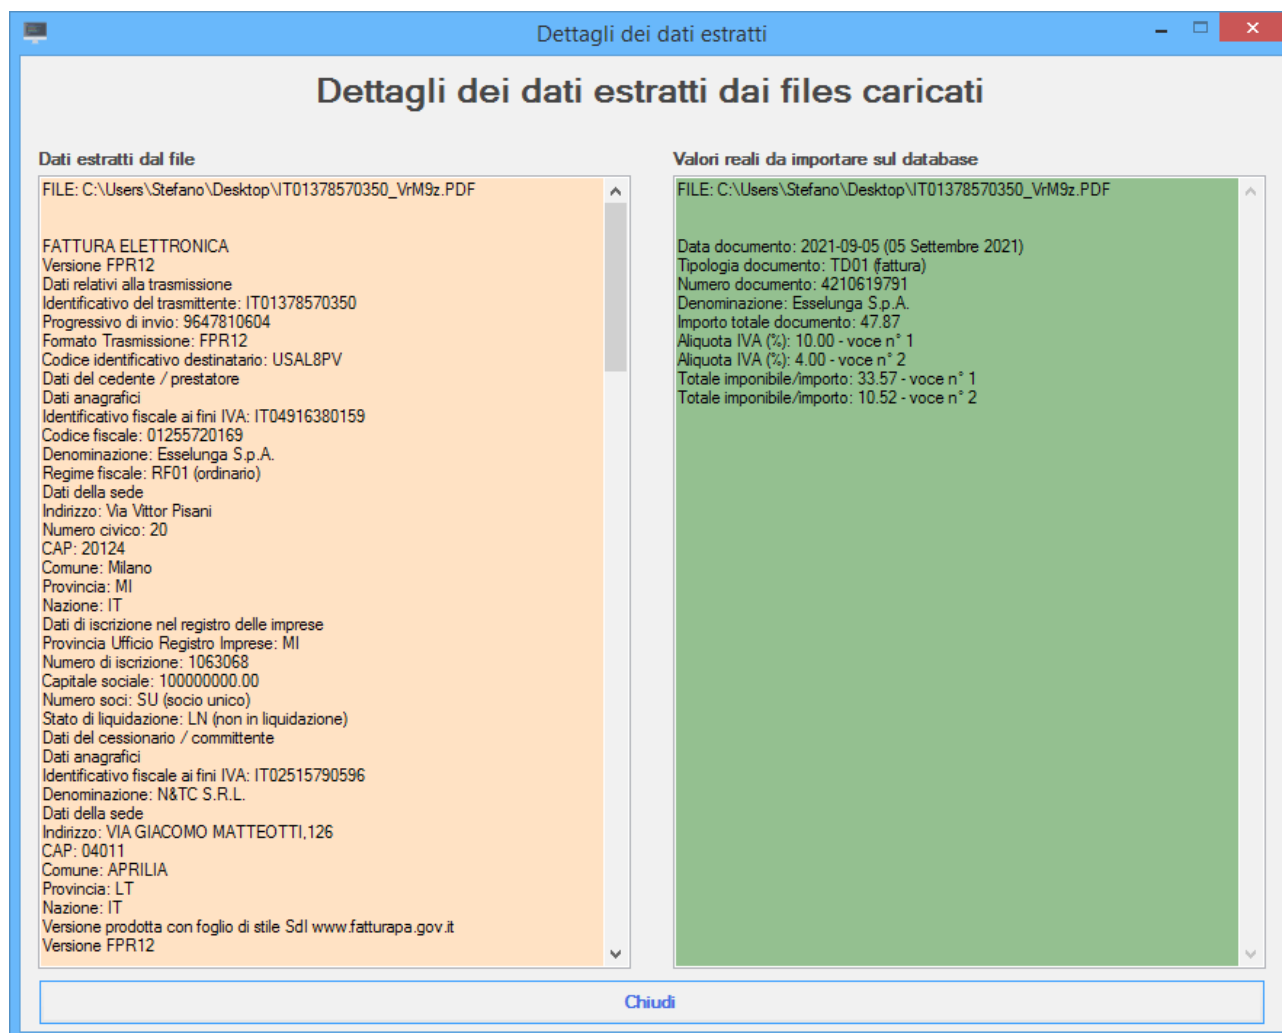 Dettagli dei dati estratti
Dettagli dei dati estratti dai files caricati
Dati estratti dal file
FILE: C:\Users\Stefano\Desktop\IT01378570350_VrM9z.PDF
FATTURA ELETTRONICA
Versione FPR12
Dati relativi alla trasmissione
Identificativo del trasmittente: IT01378570350
Progressivo di invio: 9647810604
Formato Trasmissione: FPR12
Codice identificativo destinatario: USAL8PV
Dati del cedente / prestatore
Dati anagrafici
Identificativo fiscale ai fini IVA: IT04916380159
Codice fiscale: 01255720169
Denominazione: Esselunga S.p.A.
Regime fiscale: RF01 (ordinario)
Dati della sede
Indirizzo: Via Vittor Pisani
Numero civico: 20
CAP: 20124
Comune: Milano
Provincia: MI
Nazione: IT
Dati di iscrizione nel registro delle imprese
Provincia Ufficio Registro Imprese: MI
Numero di iscrizione: 1063068
Capitale sociale: 100000000.00
Numero soci: SU (socio unico)
Stato di liquidazione: LN (non in liquidazione)
Dati del cessionario / committente
Dati anagrafici
Identificativo fiscale ai fini IVA: IT02515790596
Denominazione: N&TC S.R.L.
Dati della sede
Indirizzo: VIA GIACOMO MATTEOTTI,126
CAP: 04011
Comune: APRILIA
Provincia: LT
Nazione: IT
Versione prodotta con foglio di stile SdI www.fatturapa.gov.it
Versione FPR12
Valori reali da importare sul database
FILE: C:\Users\Stefano\Desktop\IT01378570350_VrM9z.PDF
Data documento: 2021-09-05 (05 Settembre 2021)
Tipologia documento: TD01 (fattura)
Numero documento: 4210619791
Denominazione: Esselunga S.p.A.
Importo totale documento: 47.87
Aliquota IVA (%): 10.00 - voce n° 1
Aliquota IVA (%): 4.00 - voce n° 2
Totale imponibile/importo: 33.57 - voce n° 1
Totale imponibile/importo: 10.52 - voce n° 2
Chiudi